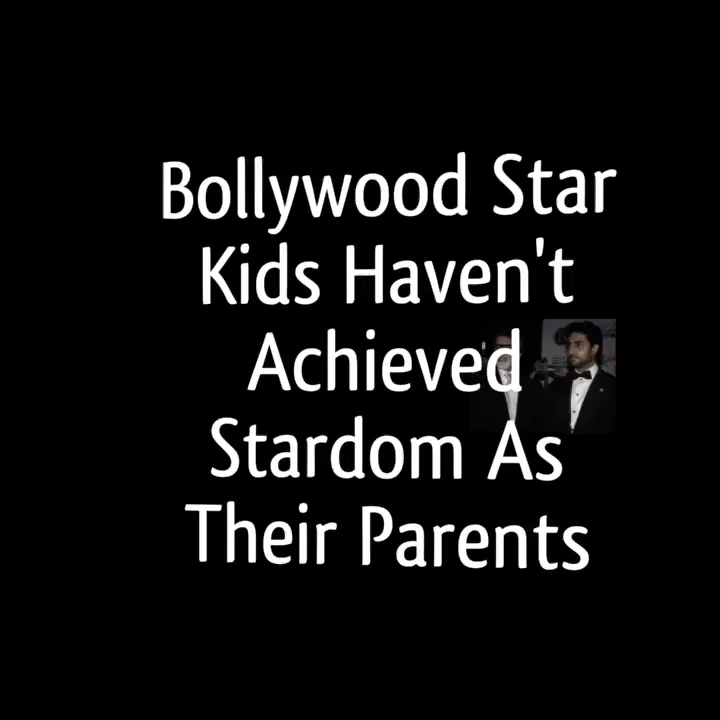 Bollywood Star
Kids Haven't
Achieved
Stardom As
Their Parents